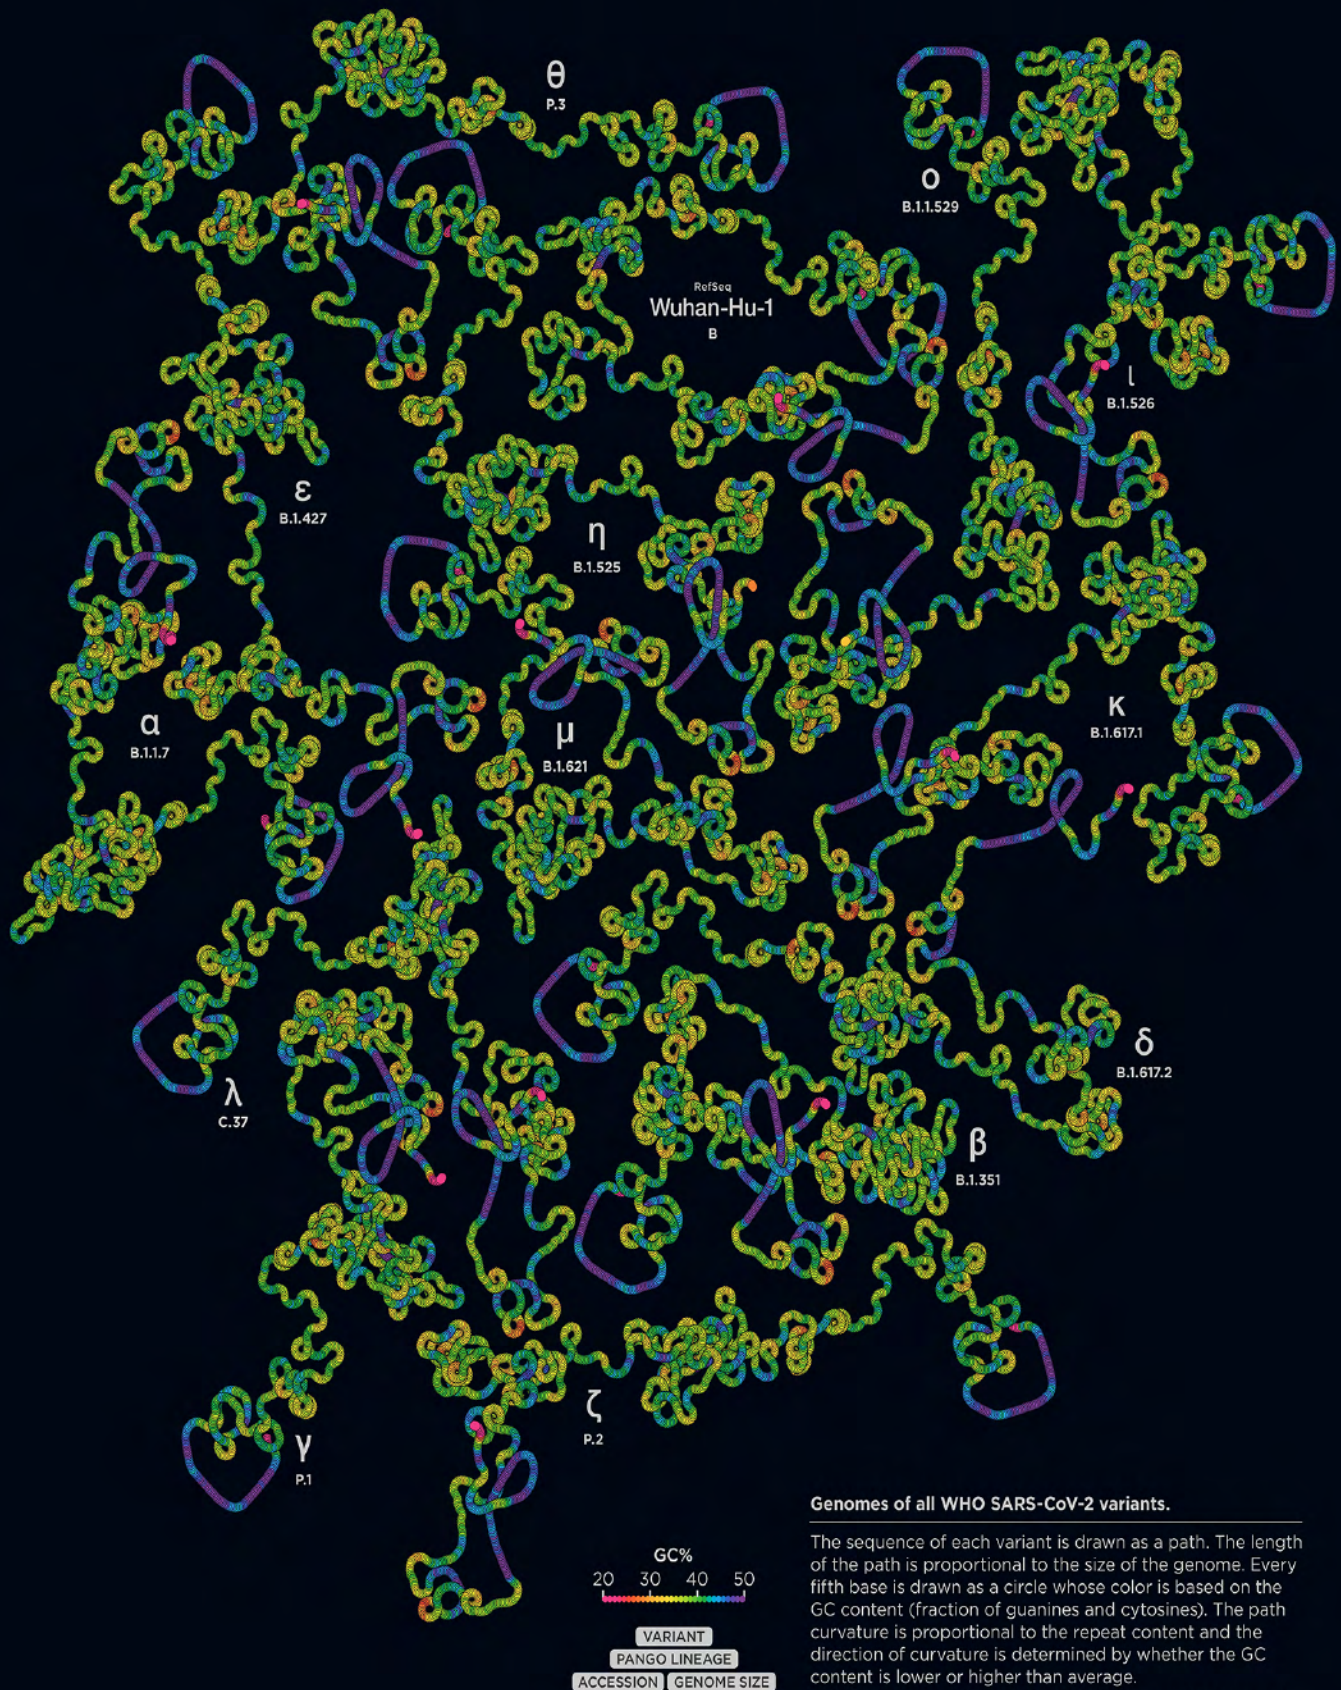 θ
P.3
ο
B.1.1.529
RefSeq
Wuhan-Hu-1
B
ι
B.1.526
ε
B.1.427
η
B.1.525
α
B.1.1.7
μ
B.1.621
κ
B.1.617.1
δ
B.1.617.2
λ
C.37
β
B.1.351
γ
P.1
ζ
P.2
GC%
20 30 40 50
VARIANT
PANGO LINEAGE
ACCESSION GENOME SIZE
Genomes of all WHO SARS-CoV-2 variants.
The sequence of each variant is drawn as a path. The length
of the path is proportional to the size of the genome. Every
fifth base is drawn as a circle whose color is based on the
GC content (fraction of guanines and cytosines). The path
curvature is proportional to the repeat content and the
direction of curvature is determined by whether the GC
content is lower or higher than average.